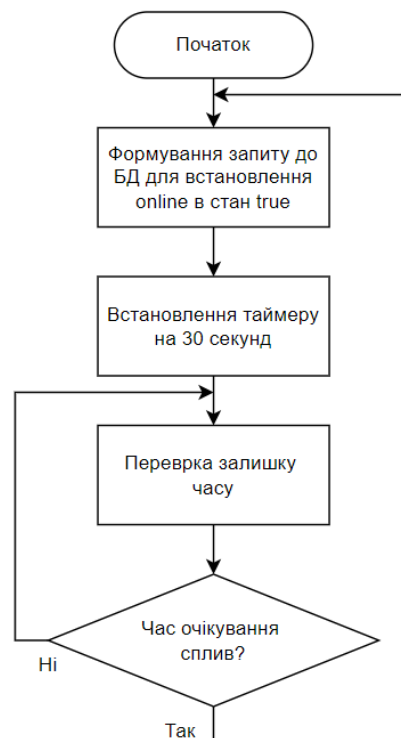 Початок
Формування запиту до
БД для встановлення
online в стан true
Встановлення таймеру
на 30 секунд
Переврка залишку
часу
Час очікування
сплив?
Ні
Так